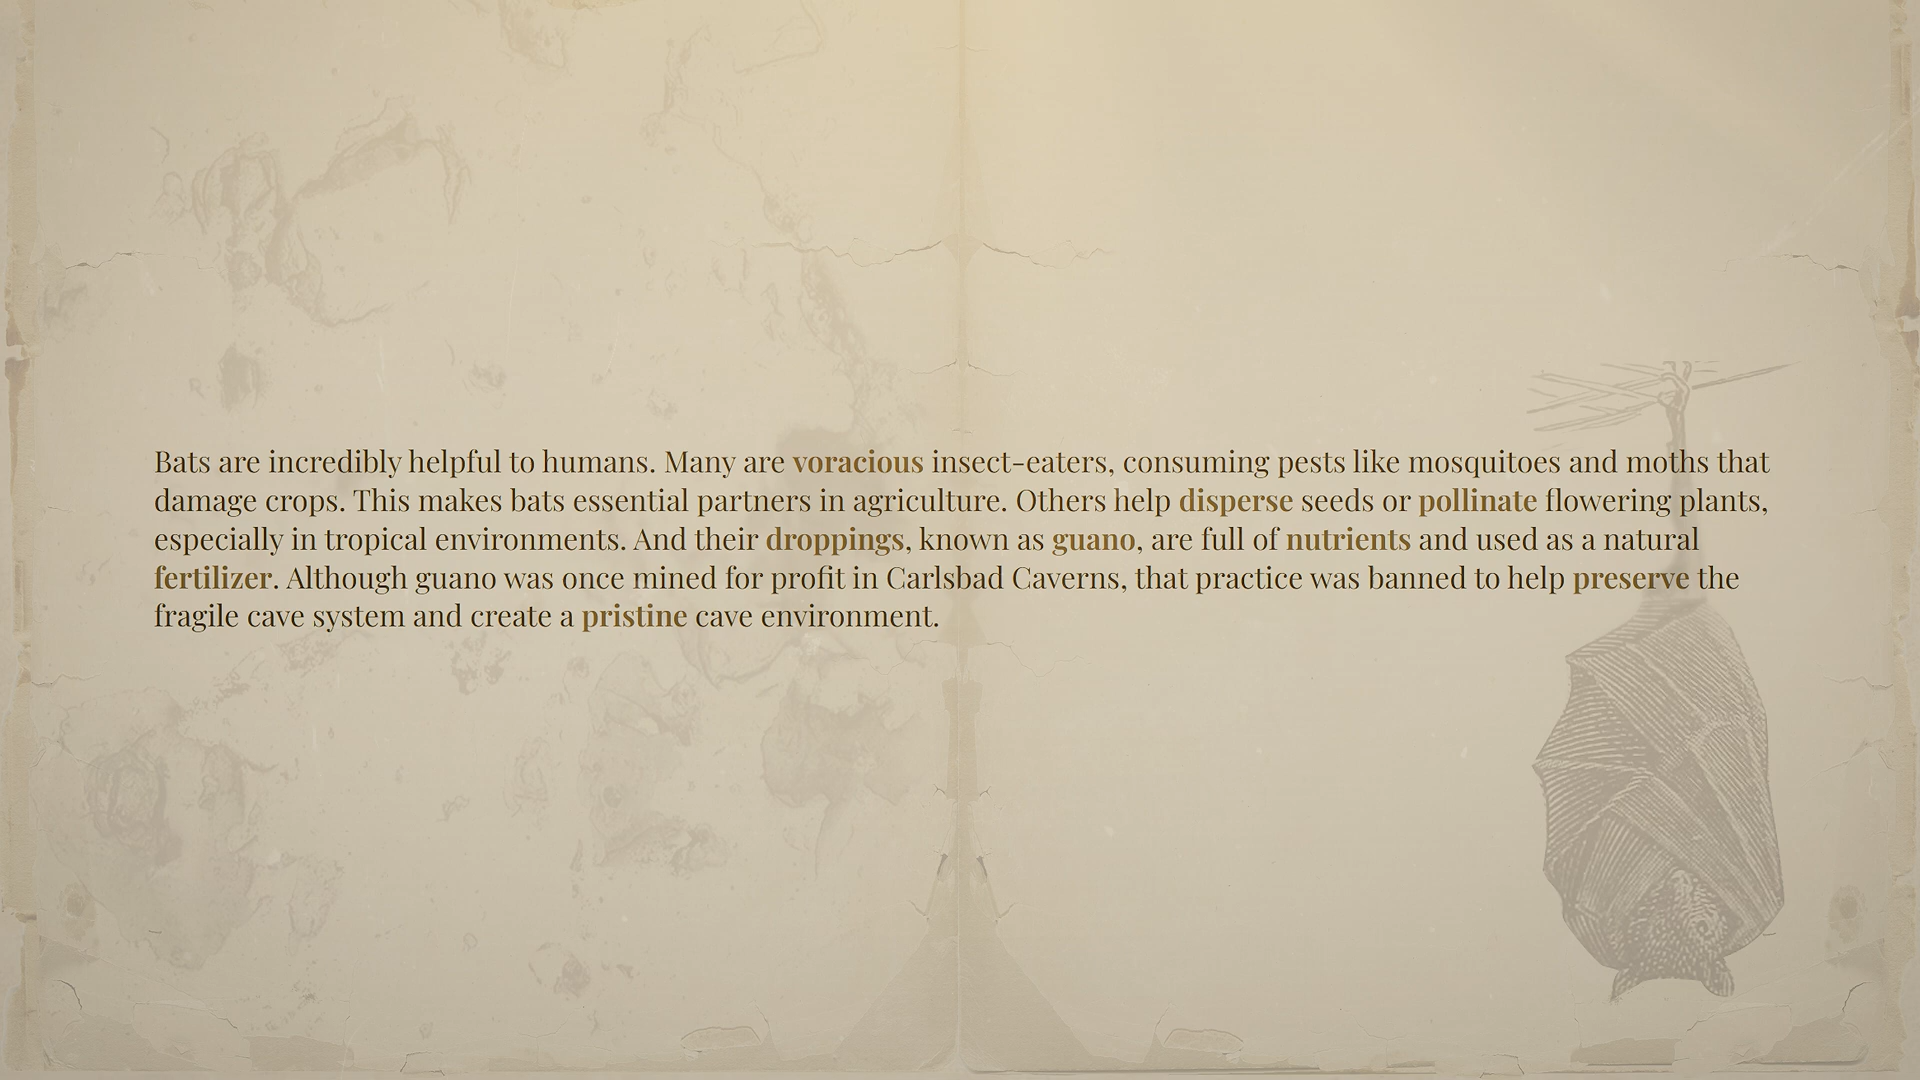 Bats are incredibly helpful to humans. Many are voracious insect-eaters, consuming pests like mosquitoes and moths that
damage crops. This makes bats essential partners in agriculture. Others help disperse seeds or pollinate flowering plants,
especially in tropical environments. And their droppings, known as guano, are full of nutrients and used as a natural
fertilizer. Although guano was once mined for profit in Carlsbad Caverns, that practice was banned to help preserve the
fragile cave system and create a pristine cave environment.